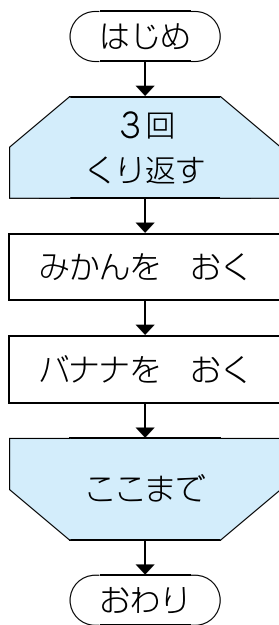 はじめ
３回
くり返す
みかんを　おく
バナナを　おく
ここまで
おわり